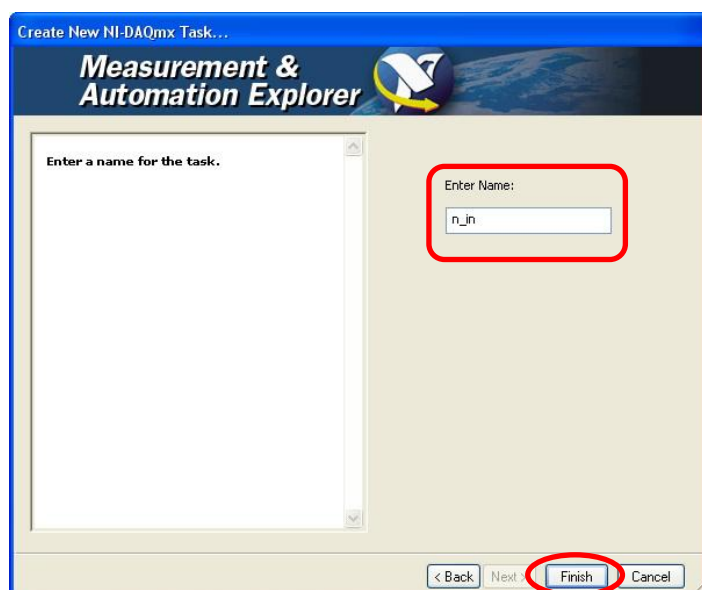 Create New NI-DAQmx Task...
Measurement &
Automation Explorer
Enter a name for the task.
Enter Name:
n_in
< Back Next > Finish Cancel